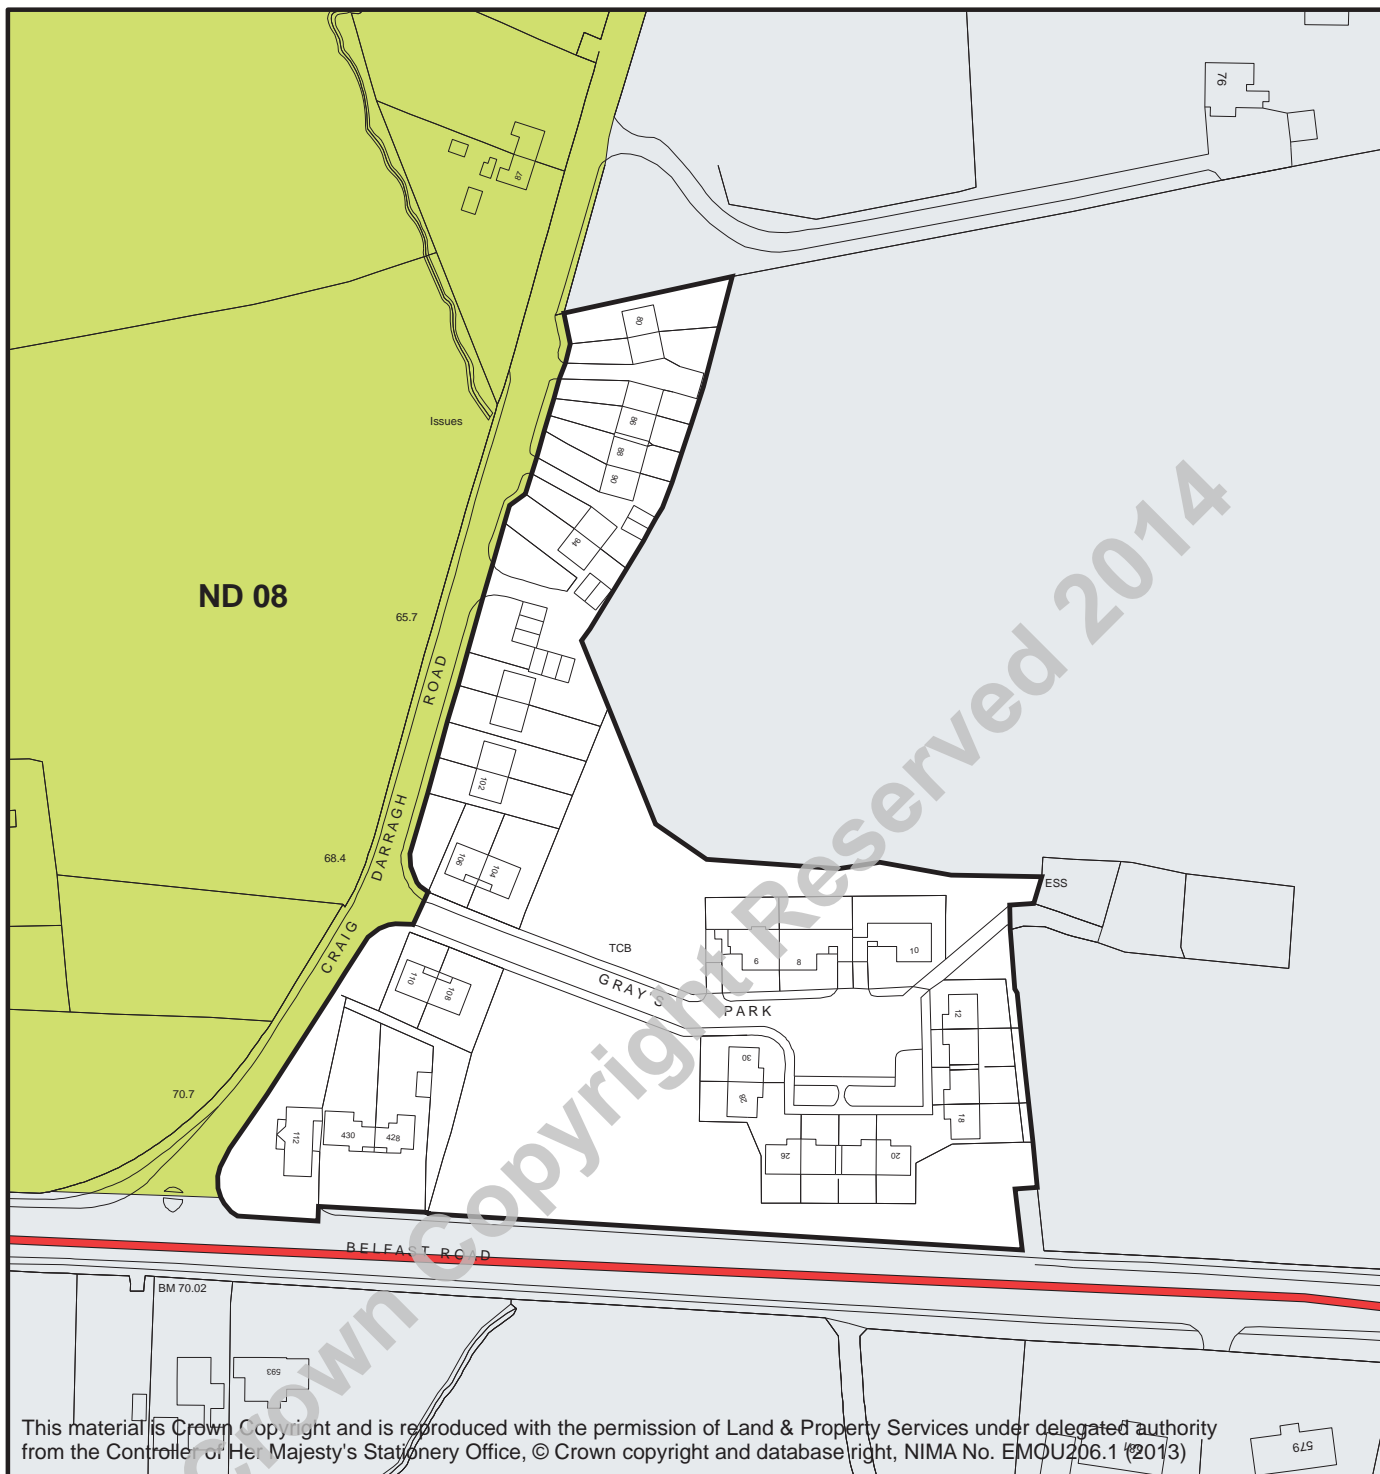 76
87
80
Issues
86
88
90
94
ND 08
65.7
ROAD
102
DARRAGH
68.4
106
104
ESS
CRAIG
TCB
6
8
10
110
108
GRAY'S
PARK
12
30
28
70.7
18
112
430
428
26
20
BELFAST ROAD
BM 70.02
593
579
Crown Copyright Reserved 2014
This material is Crown Copyright and is reproduced with the permission of Land & Property Services under delegated authority
from the Controller of Her Majesty's Stationery Office, © Crown copyright and database right, NIMA No. EMOU206.1 (2013)